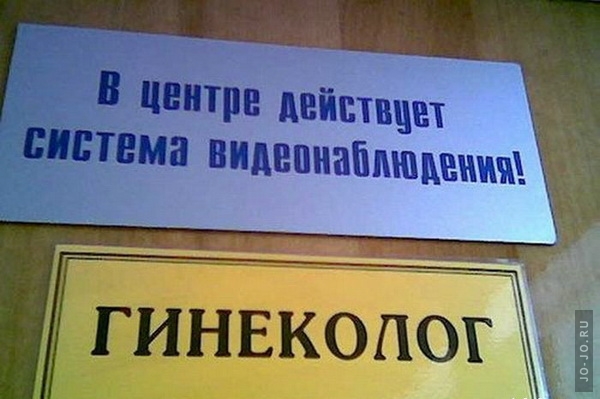 В центре действует
система видеонаблюдения!
ГИНЕКОЛОГ
JO-JO.RU